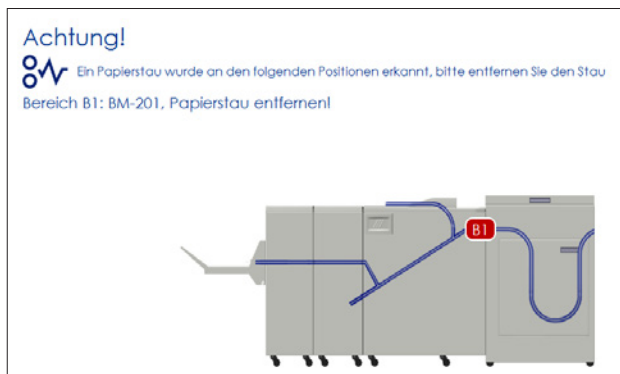 Achtung!
Ein Papierstau wurde an den folgenden Positionen erkannt, bitte entfernen Sie den Stau
Bereich B1: BM-201, Papierstau entfernen!
B1